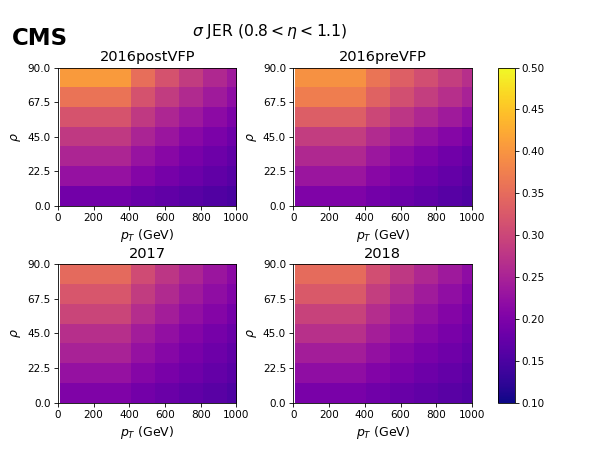 CMS
σ JER (0.8 < η < 1.1)
2016postVFP
2016preVFP
90.0
67.5
45.0
22.5
0.0
ρ
0 200 400 600 800 1000
p_T (GeV)
90.0
67.5
45.0
22.5
0.0
ρ
0 200 400 600 800 1000
p_T (GeV)
2017
2018
90.0
67.5
45.0
22.5
0.0
ρ
0 200 400 600 800 1000
p_T (GeV)
90.0
67.5
45.0
22.5
0.0
ρ
0 200 400 600 800 1000
p_T (GeV)
0.50
0.45
0.40
0.35
0.30
0.25
0.20
0.15
0.10